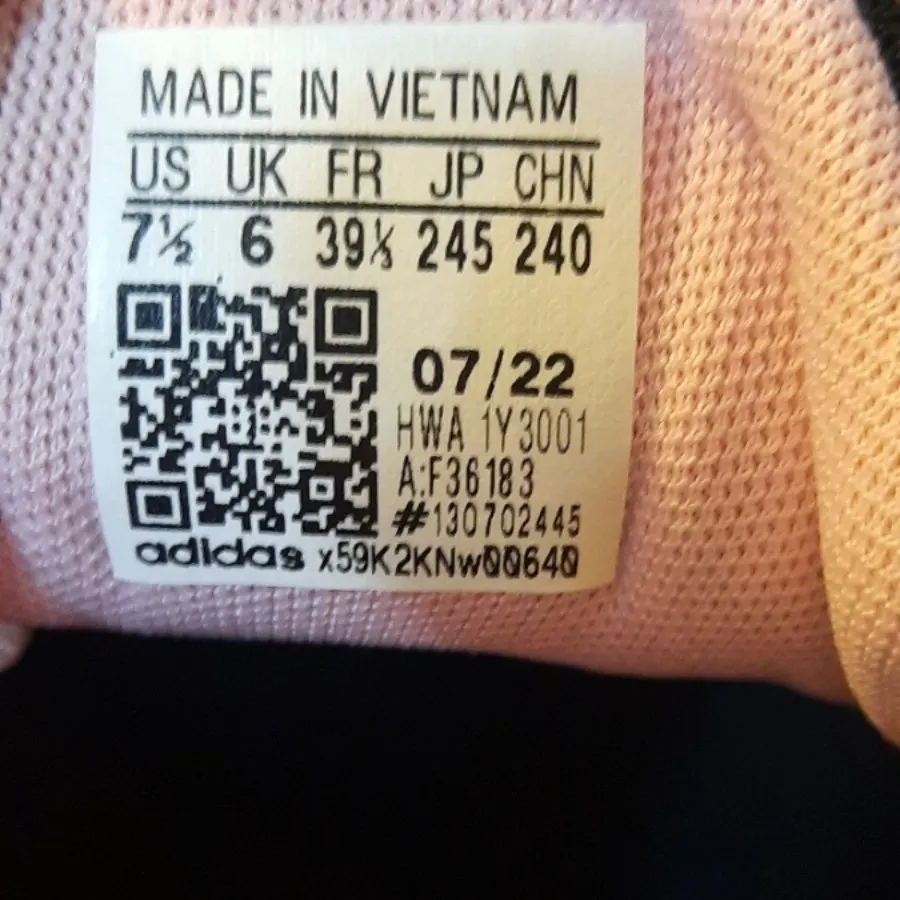 MADE IN VIETNAM
US UK FR JP CHN
7½ 6 39⅓ 245 240
07/22
HWA 1Y3001
A:F36183
#130702445
adidas x59K2KNw00640